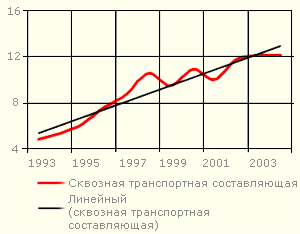 16
12
8
4
1993 1995 1997 1999 2001 2003
Сквозная транспортная составляющая
Линейный
(сквозная транспортная
составляющая)